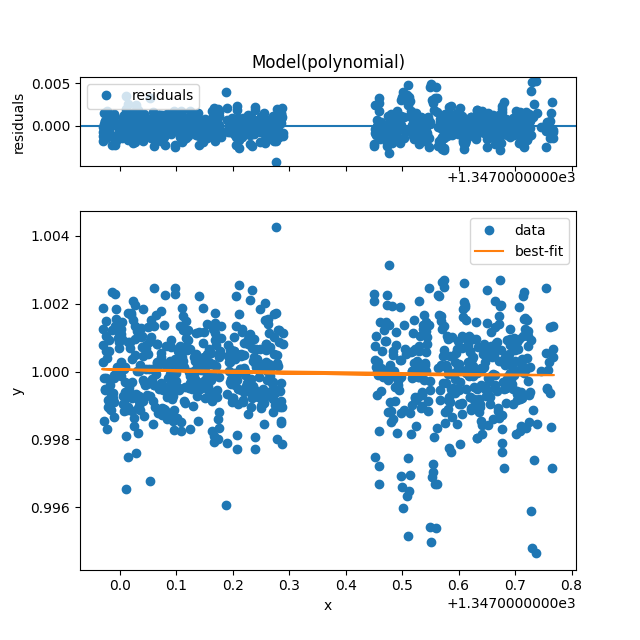 Model(polynomial)
0.005
0.000
residuals
residuals
+1.3470000000e3
1.004
1.002
1.000
0.998
0.996
y
data
best-fit
0.0 0.1 0.2 0.3 0.4 0.5 0.6 0.7 0.8
x
+1.3470000000e3